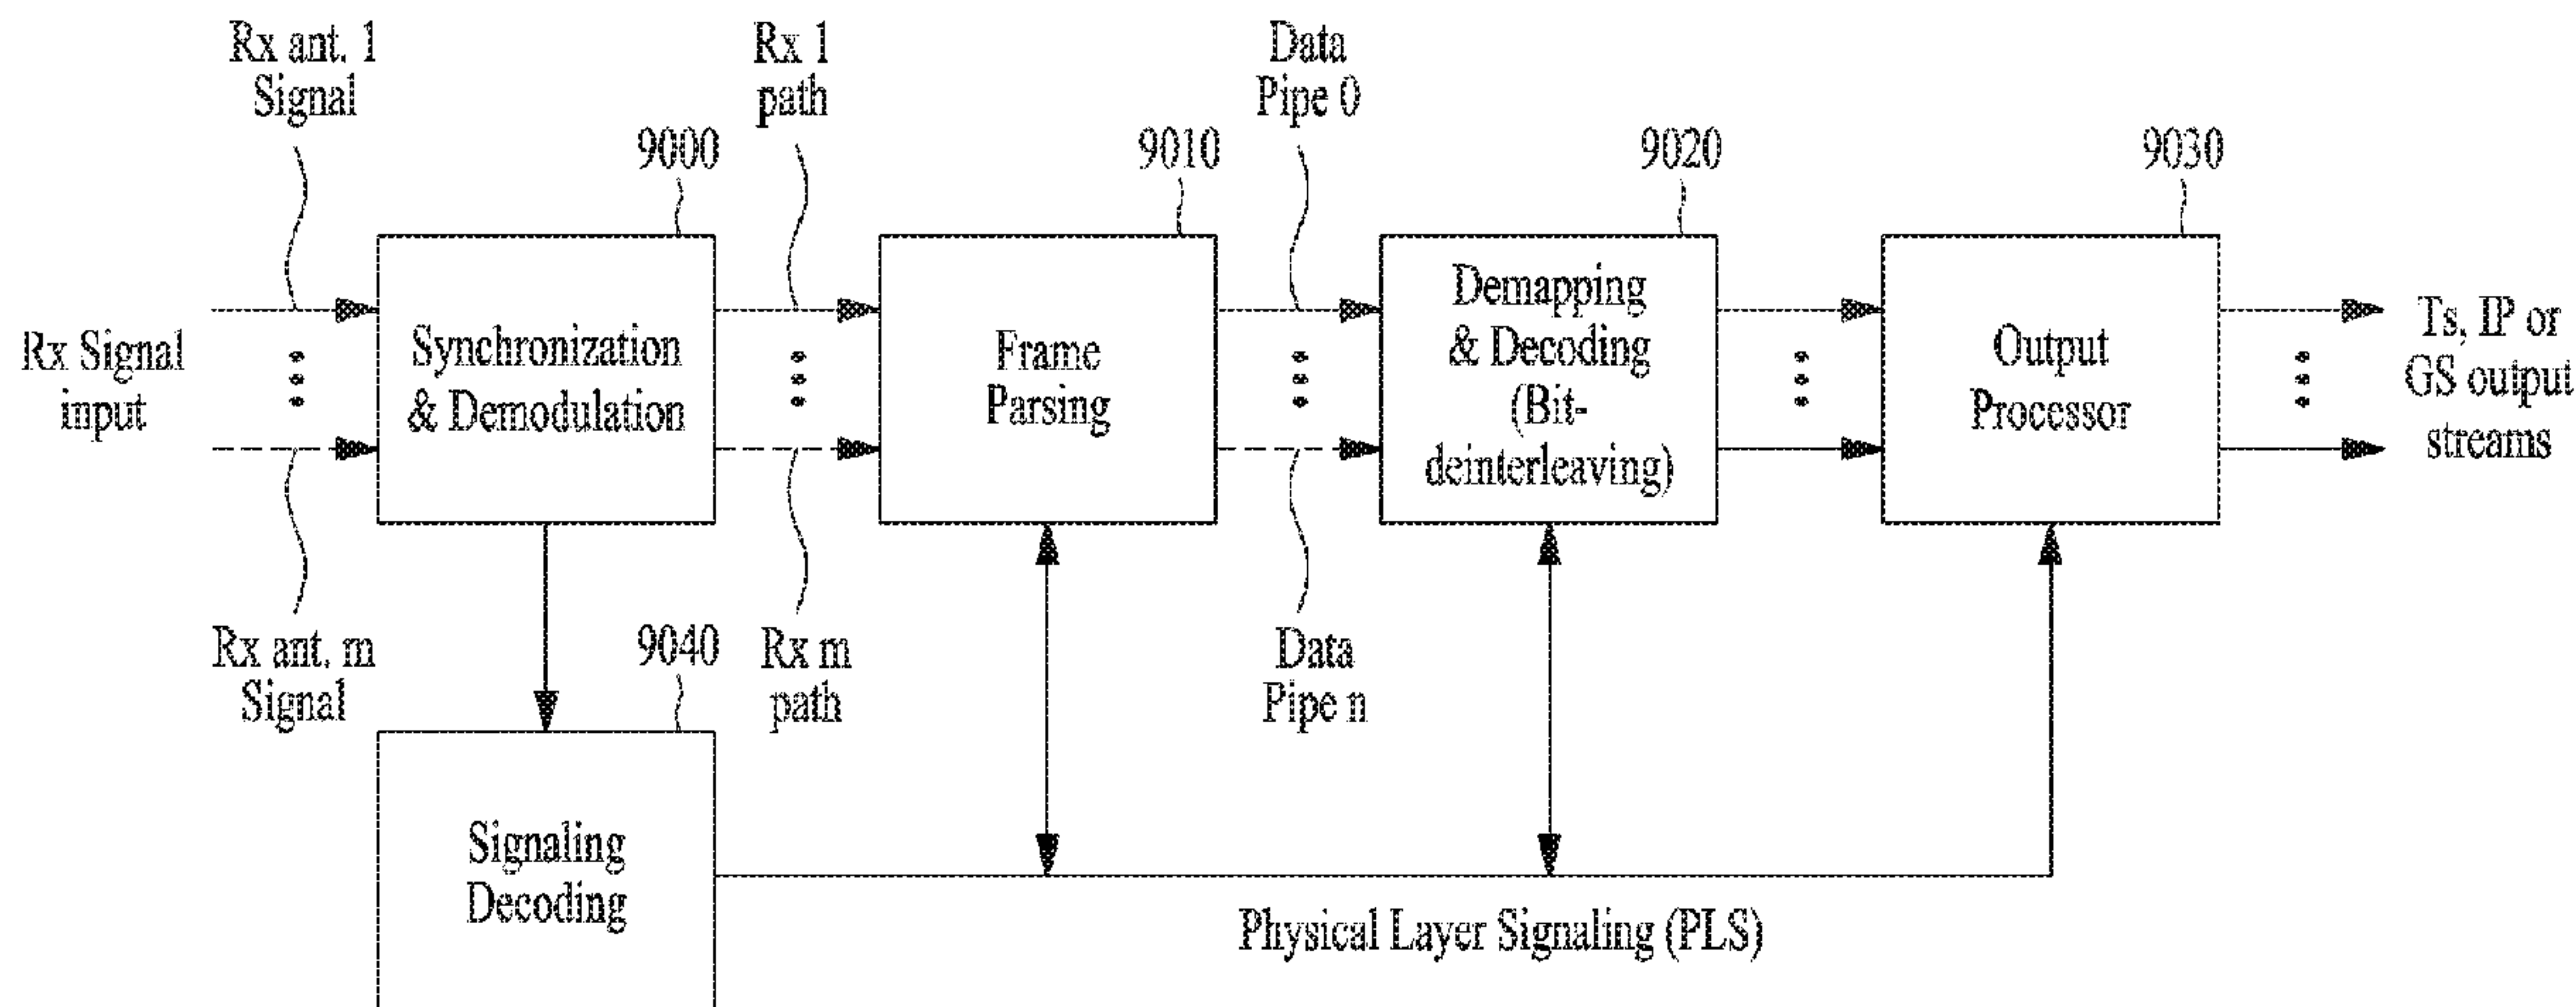 Rx ant. 1
Signal
Rx 1
path
Data
Pipe 0
9000
9010
9020
9030
Rx Signal
input
Synchronization
& Demodulation
Frame
Parsing
Demapping
& Decoding
(Bit-
deinterleaving)
Output
Processor
Ts, IP or
GS output
streams
Rx ant. m
Signal
9040
Rx m
path
Data
Pipe n
Signaling
Decoding
Physical Layer Signaling (PLS)